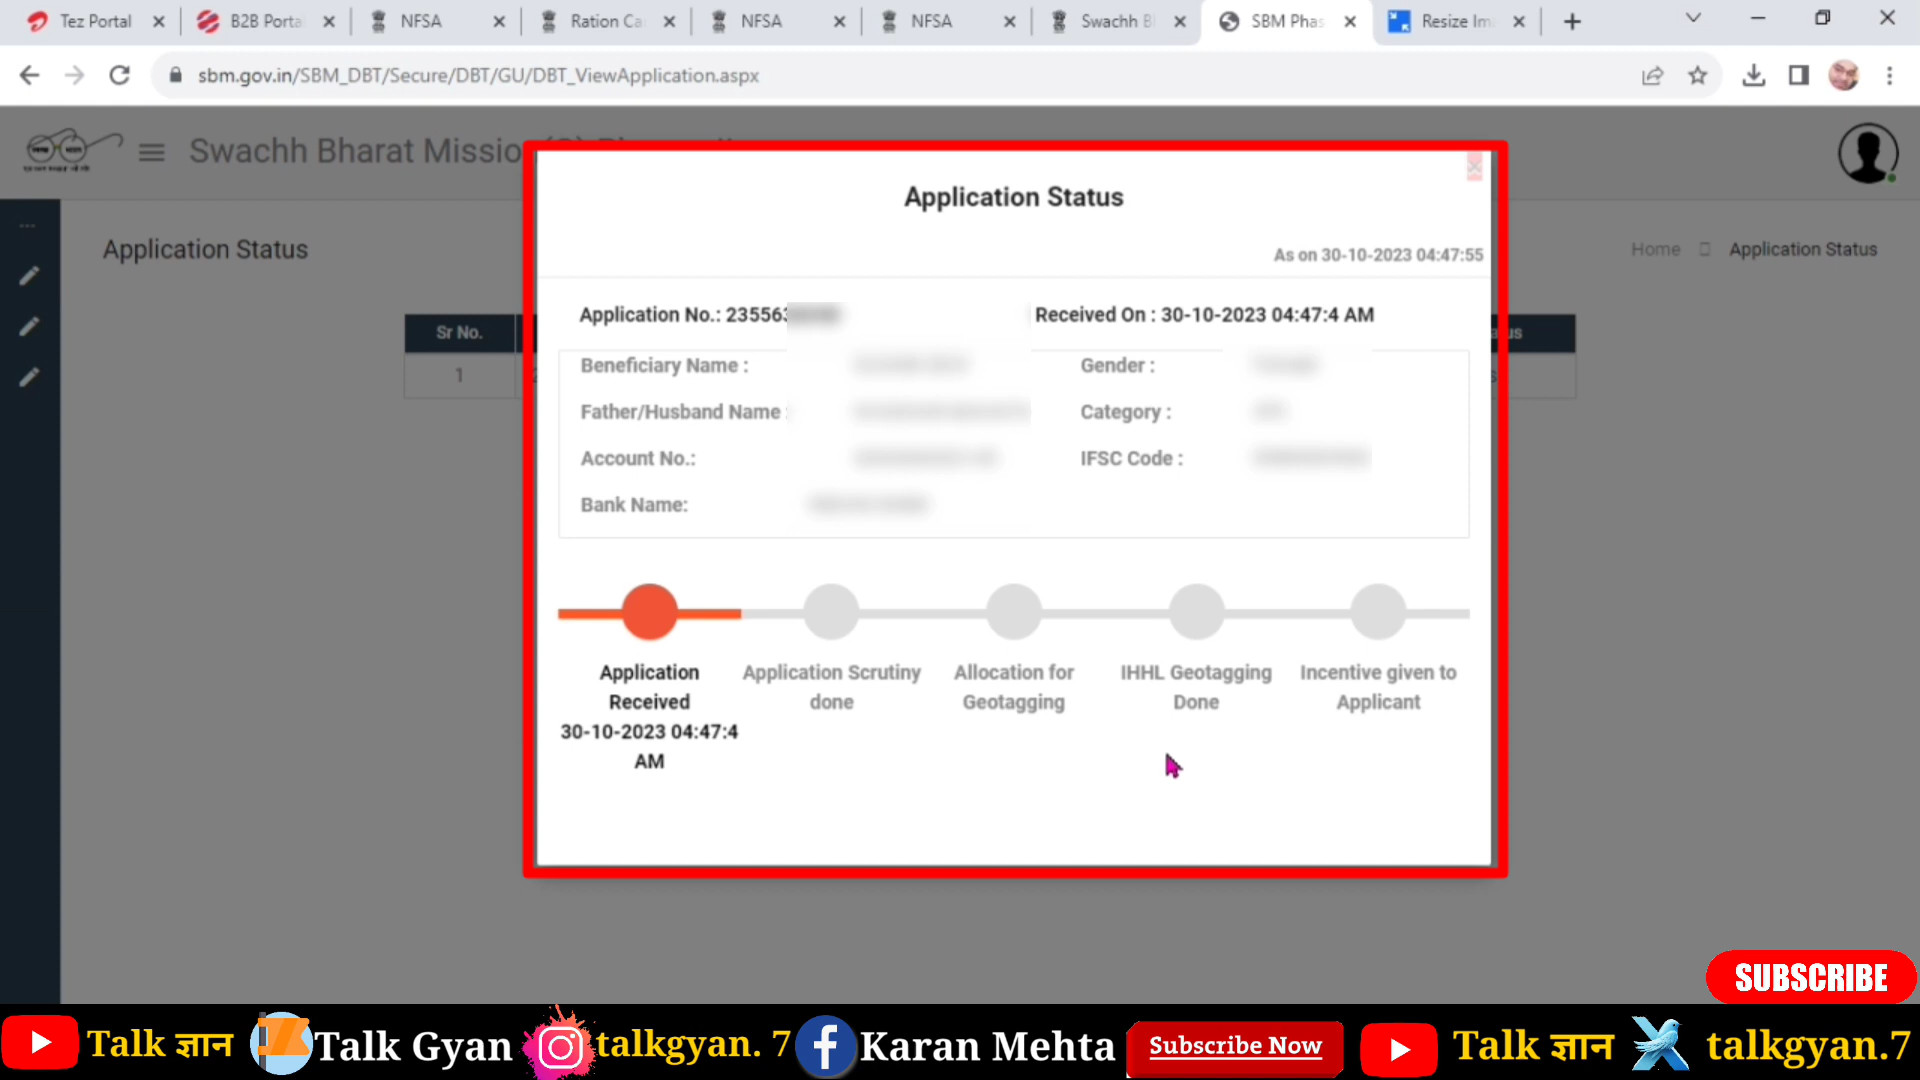 Tez Portal
B2B Porta
NFSA
Ration Ca
NFSA
NFSA
Swachh B
SBM Phas
Resize Im
sbm.gov.in/SBM_DBT/Secure/DBT/GU/DBT_ViewApplication.aspx
Swachh Bharat Missio
Application Status
Home
Application Status
Sr No.
1
us
Application Status
As on 30-10-2023 04:47:55
Application No.: 23556
Received On : 30-10-2023 04:47:4 AM
Beneficiary Name :
Gender :
Father/Husband Name :
Category :
Account No.:
IFSC Code :
Bank Name:
Application Received 30-10-2023 04:47:4 AM
Application Scrutiny done
Allocation for Geotagging
IHHL Geotagging Done
Incentive given to Applicant
SUBSCRIBE
Talk ज्ञान
Talk Gyan
talkgyan. 7
Karan Mehta
Subscribe Now
Talk ज्ञान
talkgyan.7